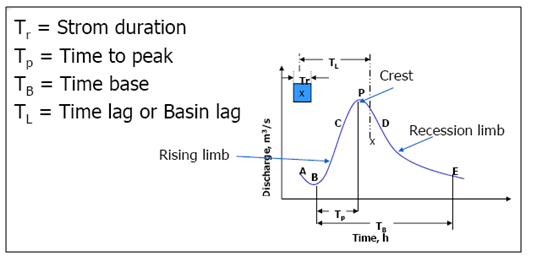 Tr = Strom duration
Tp = Time to peak
TB = Time base
TL = Time lag or Basin lag
TL
Tr
x
P
Crest
C
D
x
Recession limb
Rising limb
A
B
E
Discharge, m³/s
Tp
TB
Time, h